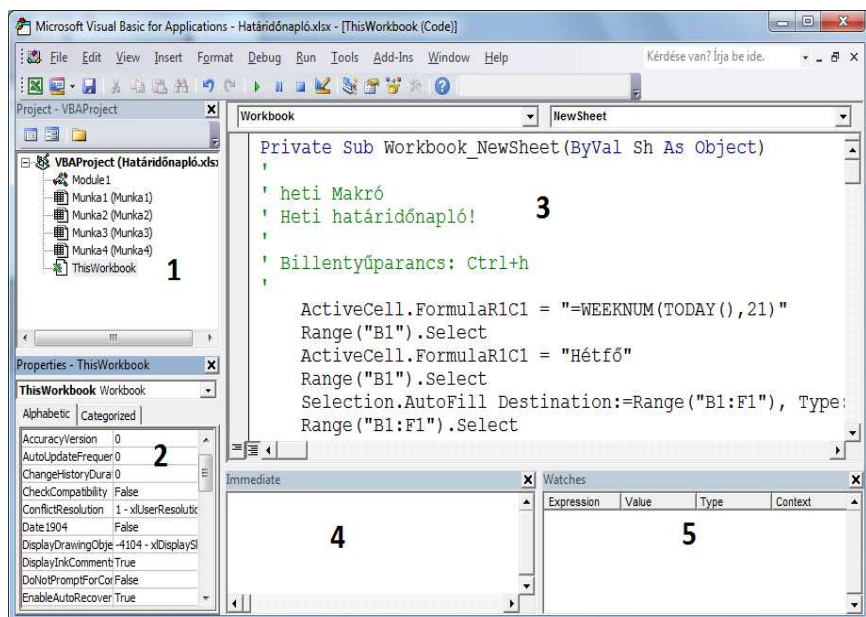 Microsoft Visual Basic for Applications - Határidőnapló.xlsx - [ThisWorkbook (Code)]
File Edit View Insert Format Debug Run Tools Add-Ins Window Help Kérdése van? Írja be ide.
Project - VBAProject
VBAProject (Határidőnapló.xls
Module1
Munka1 (Munka1)
Munka2 (Munka2)
Munka3 (Munka3)
Munka4 (Munka4)
ThisWorkbook
1
Properties - ThisWorkbook
ThisWorkbook Workbook
Alphabetic Categorized
AccuracyVersion 0
AutoUpdateFrequer 0
ChangeHistoryDura 0
CheckCompatibility False
ConflictResolution 1 - xlUserResolutic
Date1904 False
DisplayDrawingObje -4104 - xlDisplaySl
DisplayInkComment: True
DoNotPromptForCor False
EnableAutoRecover True
2
Workbook NewSheet
Private Sub Workbook_NewSheet(ByVal Sh As Object)
'
' heti Makró
' Heti határidőnapló!
'
' Billentyűparancs: Ctrl+h
'
ActiveCell.FormulaR1C1 = "=WEEKNUM(TODAY(),21)"
Range("B1").Select
ActiveCell.FormulaR1C1 = "Hétfő"
Range("B1").Select
Selection.AutoFill Destination:=Range("B1:F1"), Type:
Range("B1:F1").Select
3
Immediate
4
Watches
Expression Value Type Context
5